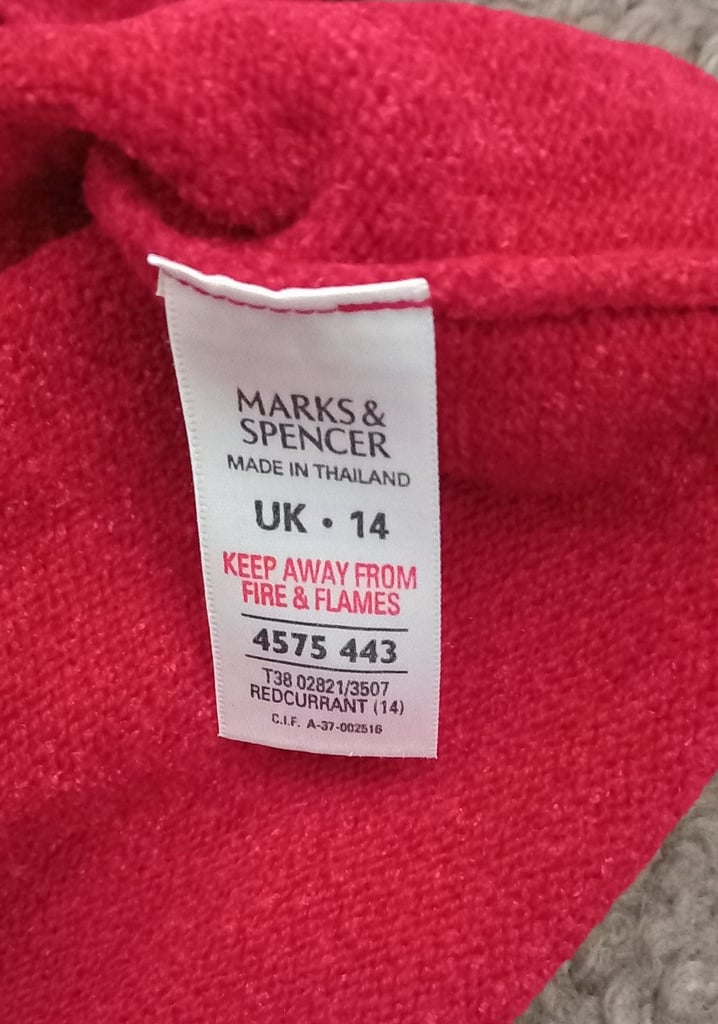 MARKS &
SPENCER
MADE IN THAILAND
UK • 14
KEEP AWAY FROM
FIRE & FLAMES
4575 443
T38 02821/3507
REDCURRANT (14)
C.I.F. A-37-002516